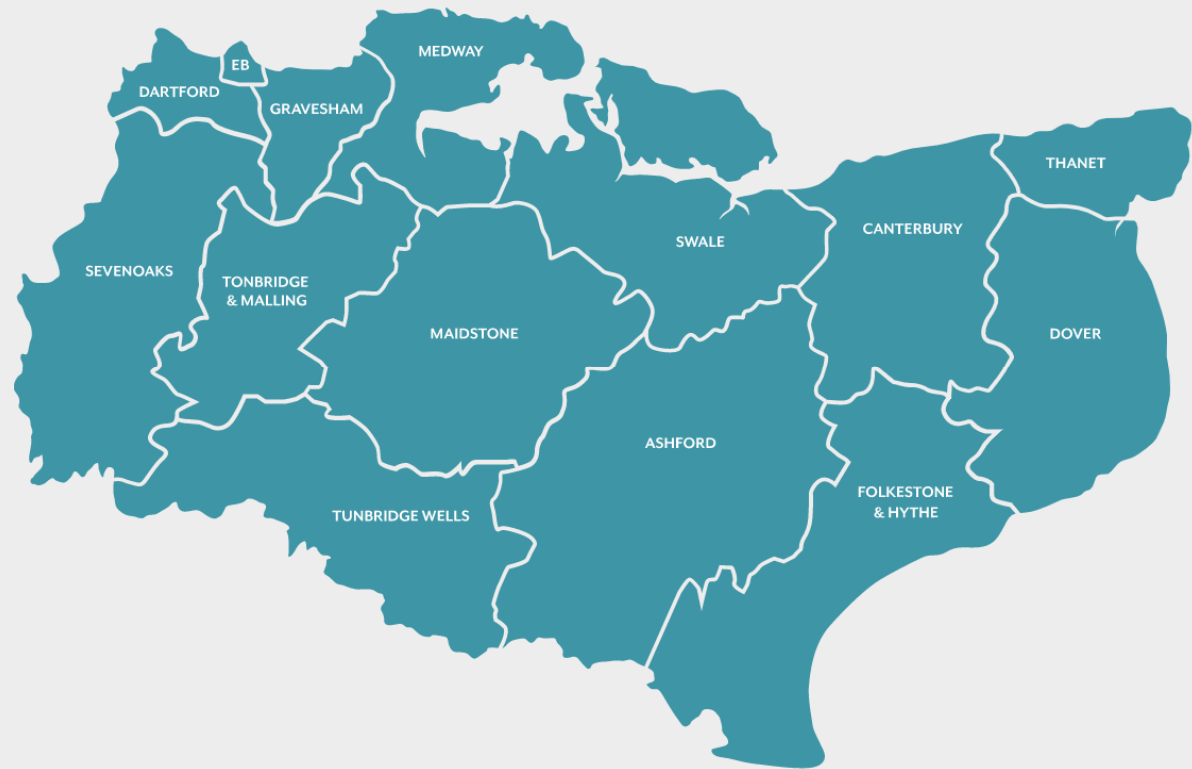 MEDWAY
EB
DARTFORD
GRAVESHAM
THANET
CANTERBURY
SWALE
SEVENOAKS
TONBRIDGE
& MALLING
MAIDSTONE
DOVER
ASHFORD
FOLKESTONE
& HYTHE
TUNBRIDGE WELLS